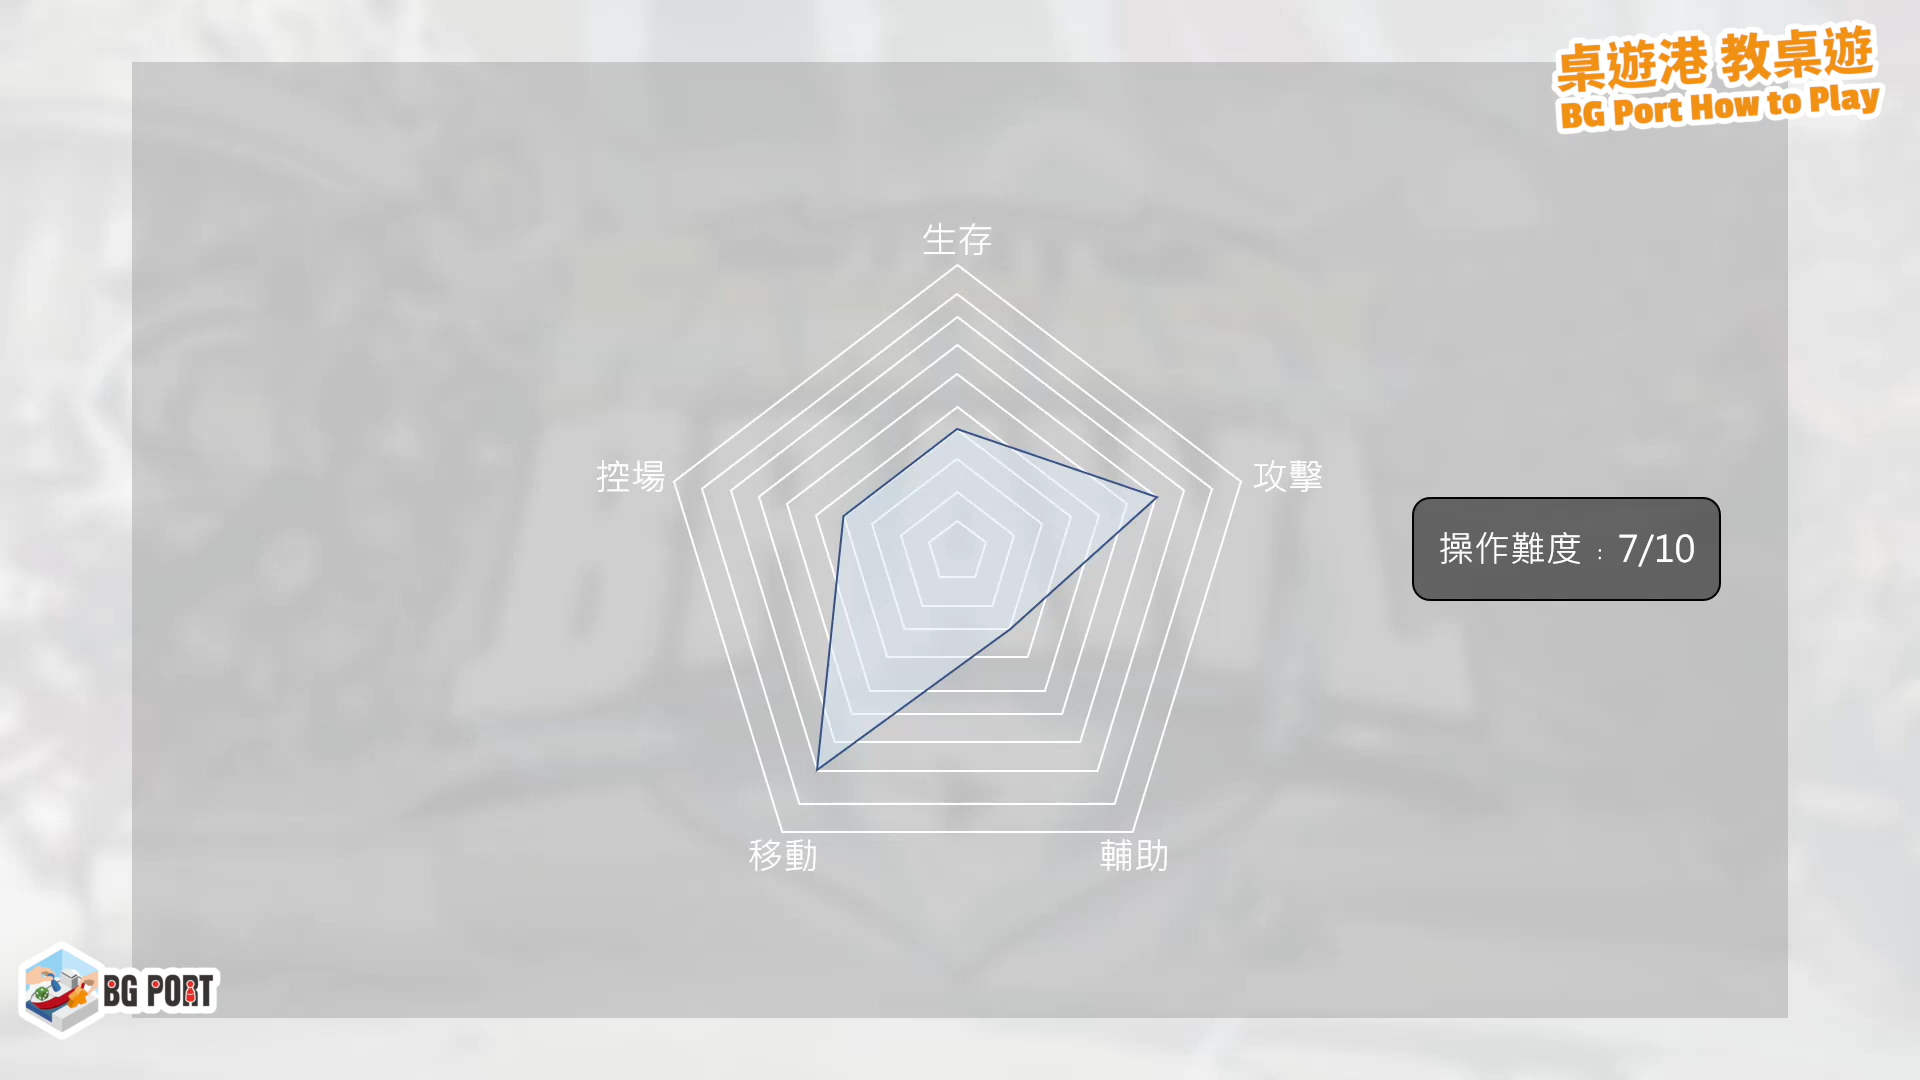 桌遊港 教桌遊
BG Port How to Play
生存
控場
攻擊
操作難度 : 7/10
移動
輔助
BG PORT